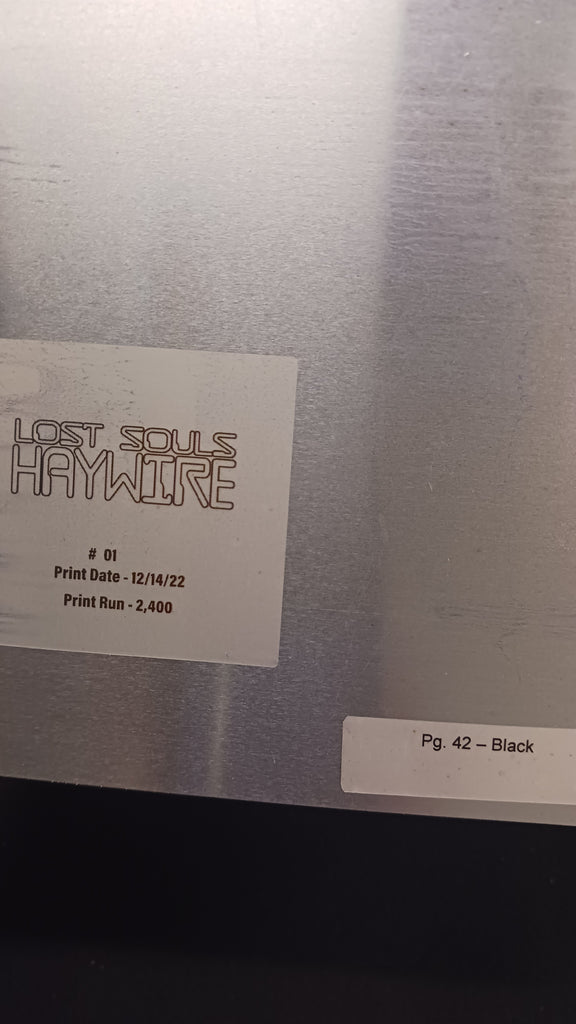 LOST SOULS
HAYWIRE
# 01
Print Date - 12/14/22
Print Run - 2,400
Pg. 42 – Black